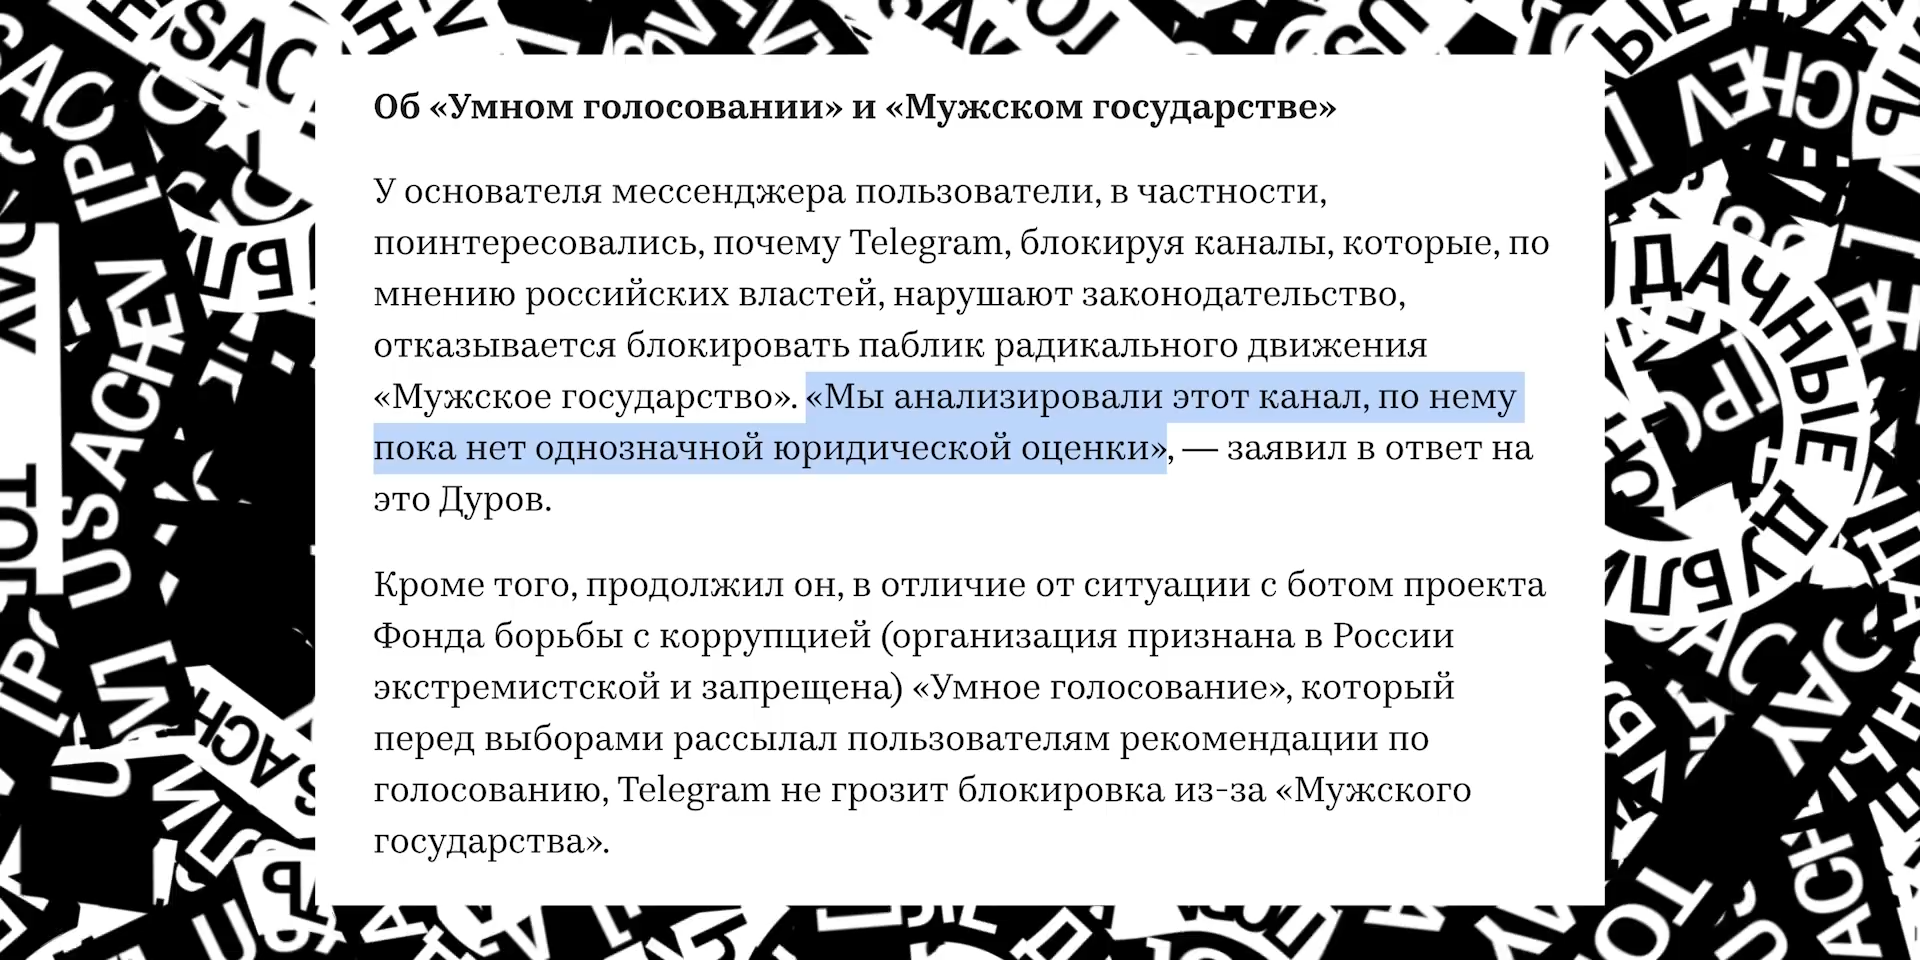 Об «Умном голосовании» и «Мужском государстве»
У основателя мессенджера пользователи, в частности,
поинтересовались, почему Telegram, блокируя каналы, которые, по
мнению российских властей, нарушают законодательство,
отказывается блокировать паблик радикального движения
«Мужское государство». «Мы анализировали этот канал, по нему
пока нет однозначной юридической оценки», — заявил в ответ на
это Дуров.
Кроме того, продолжил он, в отличие от ситуации с ботом проекта
Фонда борьбы с коррупцией (организация признана в России
экстремистской и запрещена) «Умное голосование», который
перед выборами рассылал пользователям рекомендации по
голосованию, Telegram не грозит блокировка из-за «Мужского
государства».
USACHEV